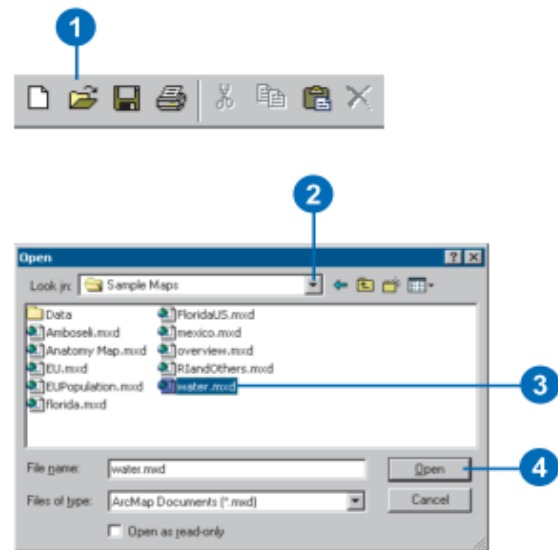 1
2
Open
Look in: Sample Maps
Data
Amboseli.mxd
Anatomy Map.mxd
EU.mxd
EUPopulation.mxd
florida.mxd
FloridaUS.mxd
mexico.mxd
overview.mxd
RIandOthers.mxd
water.mxd
3
File name: water.mxd Open
4
Files of type: ArcMap Documents (*.mxd) Cancel
Open as read-only